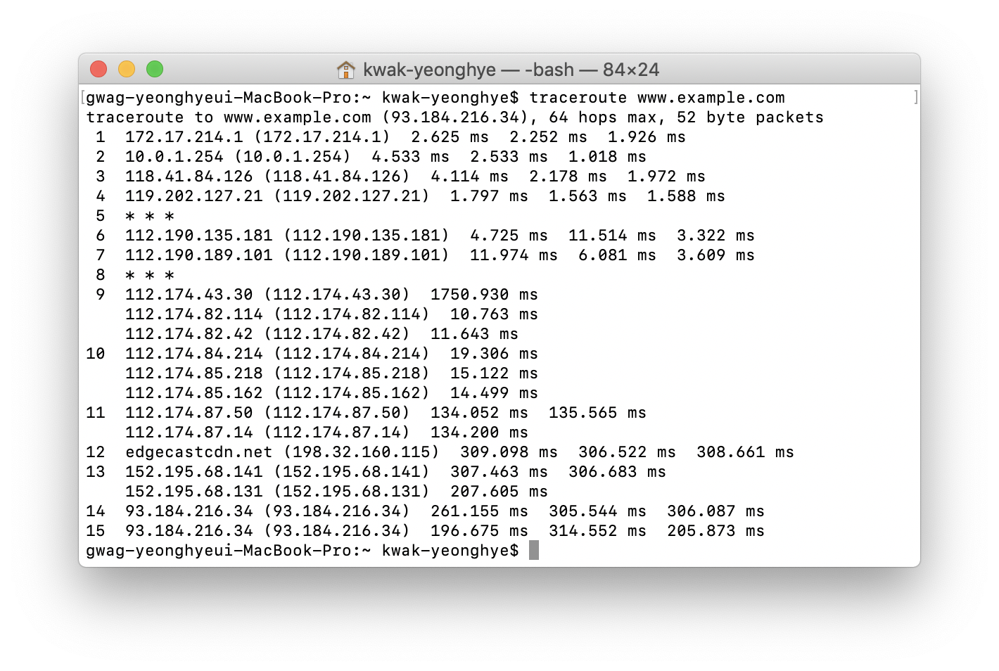 kwak-yeonghye — -bash — 84×24
[gwag-yeonghyeui-MacBook-Pro:~ kwak-yeonghye$ traceroute www.example.com ]
traceroute to www.example.com (93.184.216.34), 64 hops max, 52 byte packets
 1  172.17.214.1 (172.17.214.1)  2.625 ms  2.252 ms  1.926 ms
 2  10.0.1.254 (10.0.1.254)  4.533 ms  2.533 ms  1.018 ms
 3  118.41.84.126 (118.41.84.126)  4.114 ms  2.178 ms  1.972 ms
 4  119.202.127.21 (119.202.127.21)  1.797 ms  1.563 ms  1.588 ms
 5  * * *
 6  112.190.135.181 (112.190.135.181)  4.725 ms  11.514 ms  3.322 ms
 7  112.190.189.101 (112.190.189.101)  11.974 ms  6.081 ms  3.609 ms
 8  * * *
 9  112.174.43.30 (112.174.43.30)  1750.930 ms
    112.174.82.114 (112.174.82.114)  10.763 ms
    112.174.82.42 (112.174.82.42)  11.643 ms
10  112.174.84.214 (112.174.84.214)  19.306 ms
    112.174.85.218 (112.174.85.218)  15.122 ms
    112.174.85.162 (112.174.85.162)  14.499 ms
11  112.174.87.50 (112.174.87.50)  134.052 ms  135.565 ms
    112.174.87.14 (112.174.87.14)  134.200 ms
12  edgecastcdn.net (198.32.160.115)  309.098 ms  306.522 ms  308.661 ms
13  152.195.68.141 (152.195.68.141)  307.463 ms  306.683 ms
    152.195.68.131 (152.195.68.131)  207.605 ms
14  93.184.216.34 (93.184.216.34)  261.155 ms  305.544 ms  306.087 ms
15  93.184.216.34 (93.184.216.34)  196.675 ms  314.552 ms  205.873 ms
gwag-yeonghyeui-MacBook-Pro:~ kwak-yeonghye$